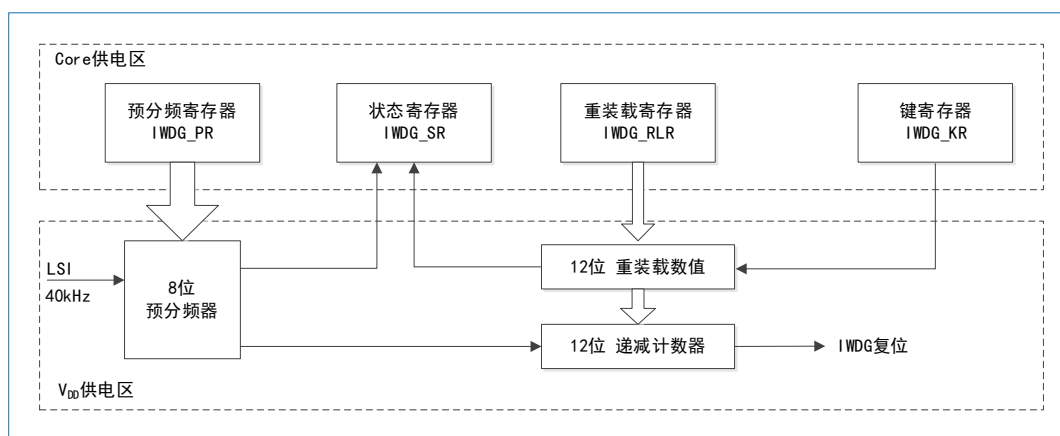 Core供电区
预分频寄存器
IWDG_PR
状态寄存器
IWDG_SR
重装载寄存器
IWDG_RLR
键寄存器
IWDG_KR
LSI
40kHz
8位
预分频器
12位 重装载数值
12位 递减计数器
IWDG复位
VDD供电区